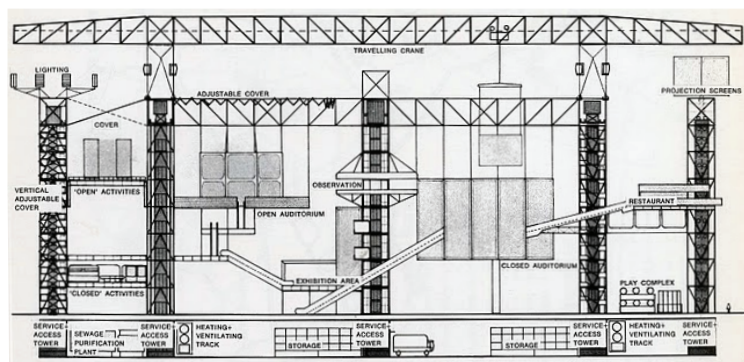 TRAVELLING CRANE
LIGHTING
ADJUSTABLE COVER
PROJECTION SCREENS
COVER
VERTICAL
ADJUSTABLE
COVER
'OPEN' ACTIVITIES
OBSERVATION
RESTAURANT
OPEN AUDITORIUM
CLOSED AUDITORIUM
EXHIBITION AREA
'CLOSED' ACTIVITIES
PLAY COMPLEX
SERVICE+
ACCESS
TOWER
SEWAGE
PURIFICATION
PLANT
SERVICE+
ACCESS
TOWER
HEATING+
VENTILATING
TRACK
STORAGE
SERVICE+
ACCESS
TOWER
STORAGE
SERVICE+
ACCESS
TOWER
HEATING+
VENTILATING
TRACK
SERVICE+
ACCESS
TOWER